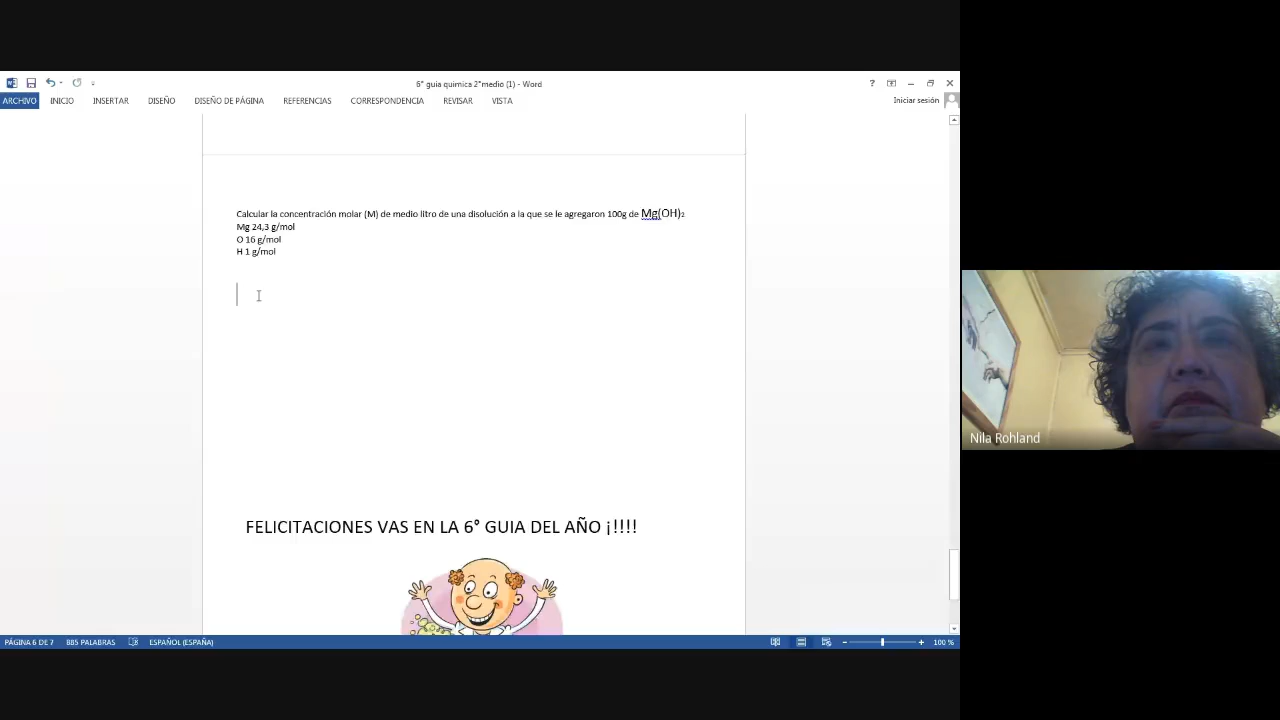 6° guia quimica 2°medio (1) - Word
ARCHIVO INICIO INSERTAR DISEÑO DISEÑO DE PÁGINA REFERENCIAS CORRESPONDENCIA REVISAR VISTA Iniciar sesión
Calcular la concentración molar (M) de medio litro de una disolución a la que se le agregaron 100g de Mg(OH)2
Mg 24,3 g/mol
O 16 g/mol
H 1 g/mol
Nila Rohland
FELICITACIONES VAS EN LA 6° GUIA DEL AÑO ¡!!!!
PÁGINA 6 DE 7 885 PALABRAS ESPAÑOL (ESPAÑA) 100 %